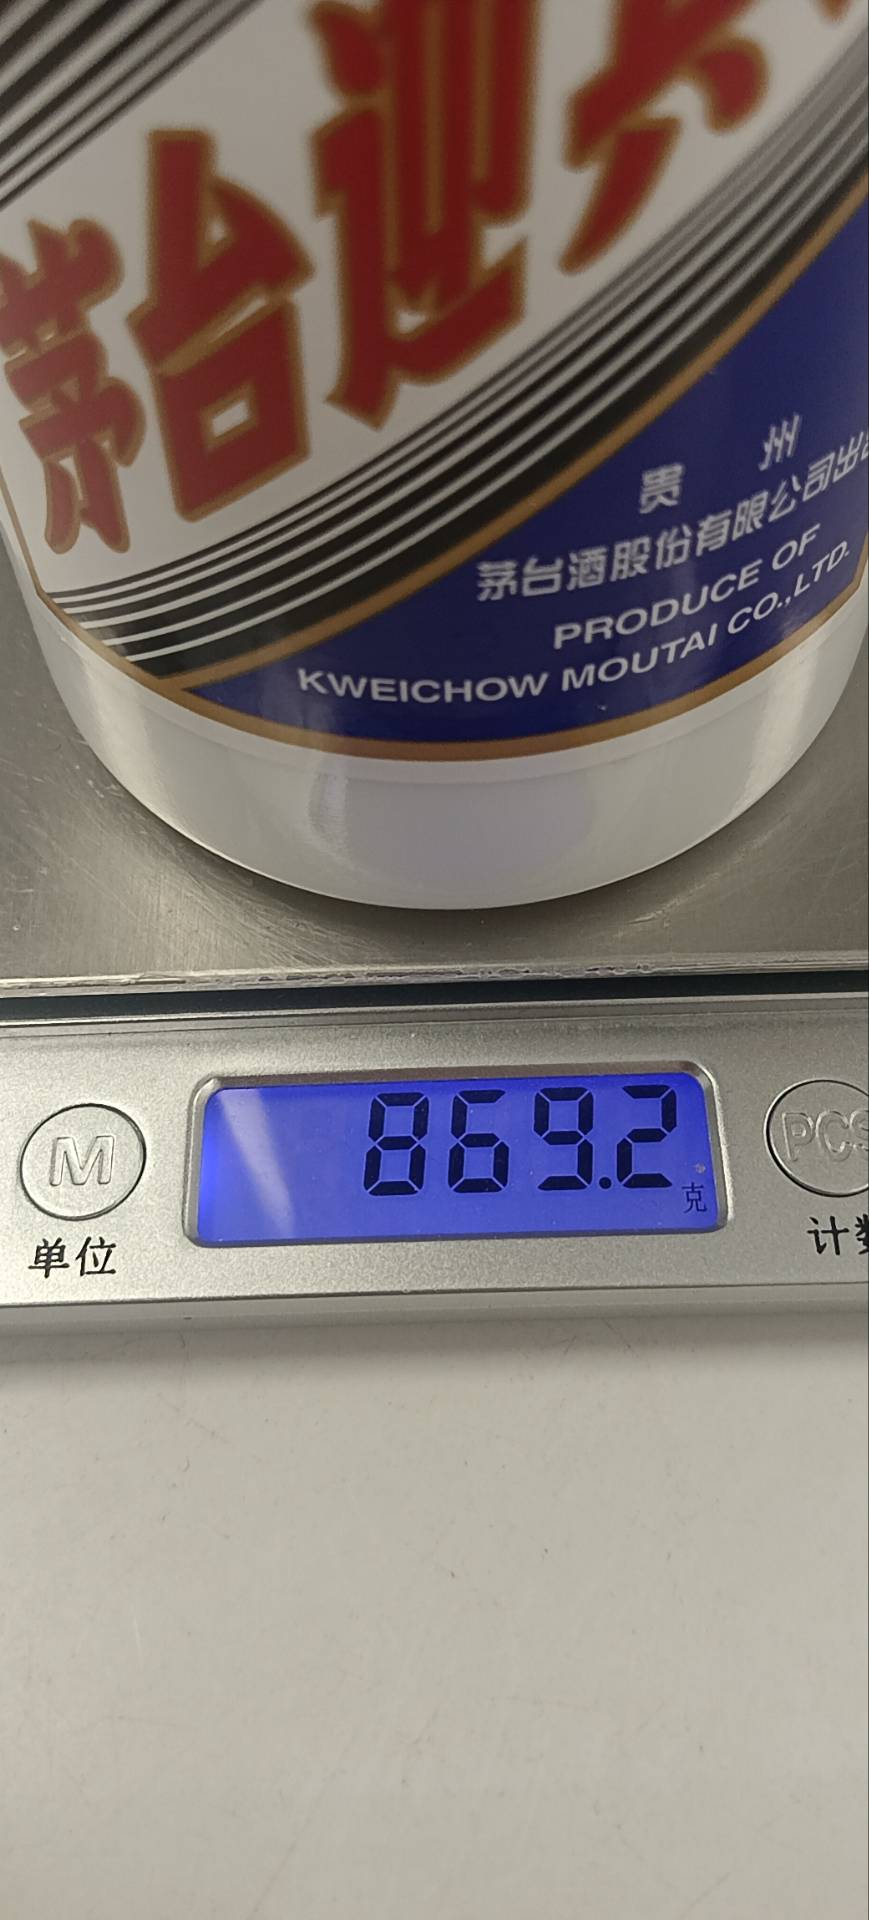 茅台迎
贵 州
茅台酒股份有限公司出
PRODUCE OF
KWEICHOW MOUTAI CO.,LTD.
M
869.2
克
PCS
单位
计数